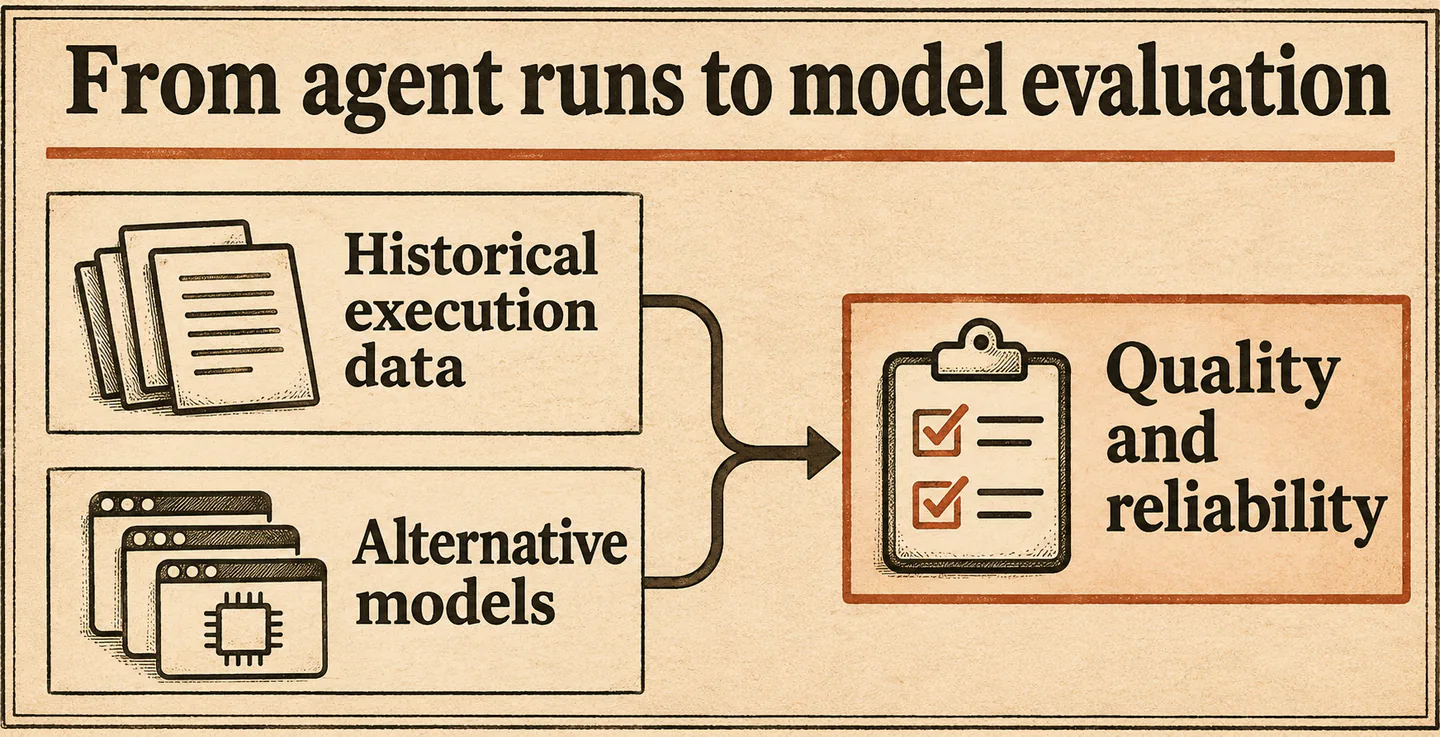 From agent runs to model evaluation
Historical
execution
data
Alternative
models
Quality
and
reliability